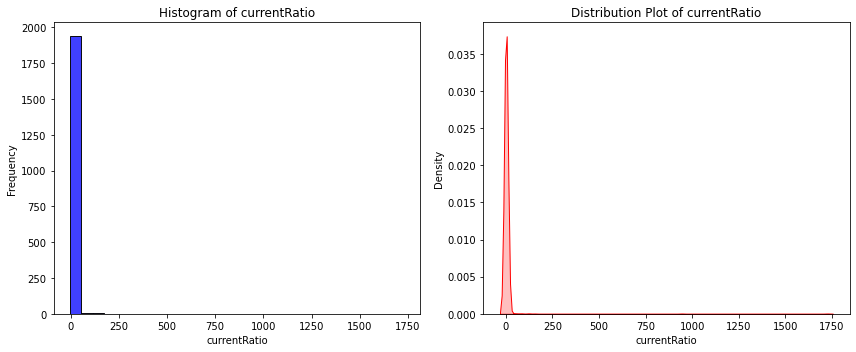 Histogram of currentRatio
2000
1750
1500
1250
1000
750
500
250
0
Frequency
0 250 500 750 1000 1250 1500 1750
currentRatio
Distribution Plot of currentRatio
0.035
0.030
0.025
0.020
0.015
0.010
0.005
0.000
Density
0 250 500 750 1000 1250 1500 1750
currentRatio